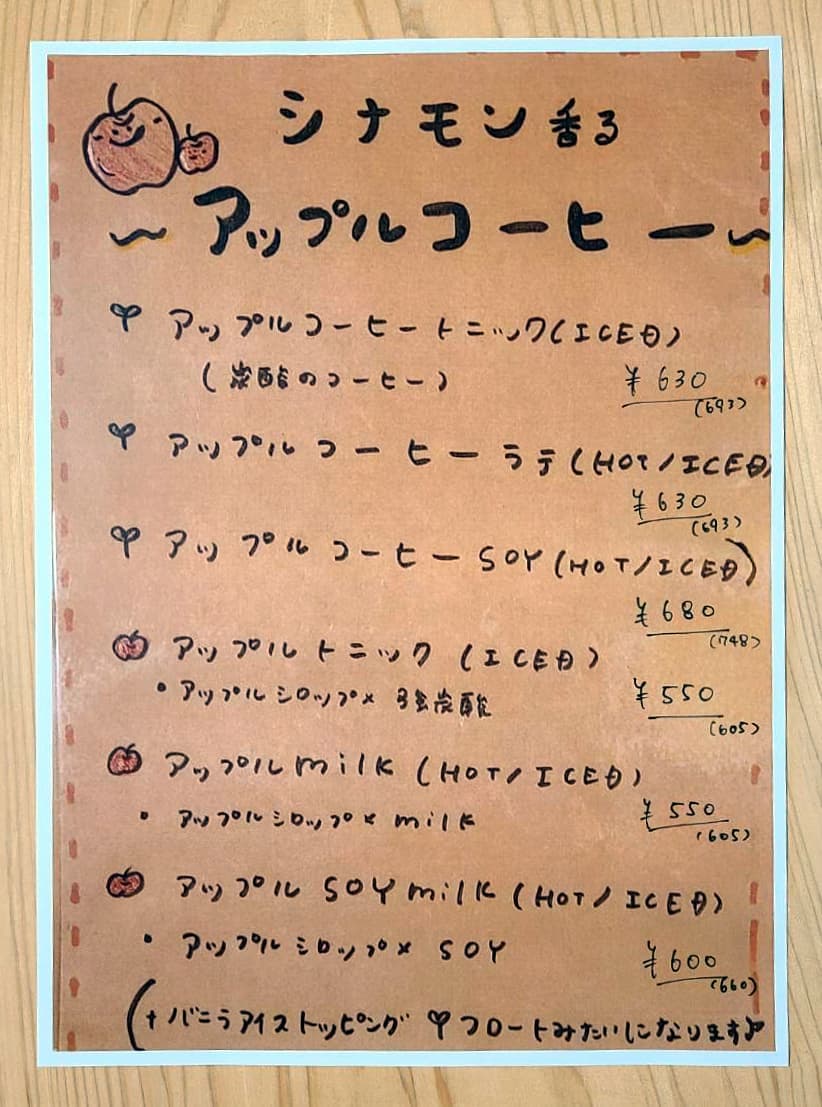 シナモン香る
～アップルコーヒー～
アップルコーヒートニック(ICED)
(炭酸のコーヒー)
¥630
(693)
アップルコーヒーラテ(HOT/ICED)
¥630
(693)
アップルコーヒーSOY(HOT/ICED)
¥680
(748)
アップルトニック(ICED)
・アップルシロップ×強炭酸
¥550
(605)
アップルmilk(HOT/ICED)
・アップルシロップ×milk
¥550
(605)
アップルSOYmilk(HOT/ICED)
・アップルシロップ×SOY
¥600
(660)
(+バニラアイストッピング フロートみたいになります♪